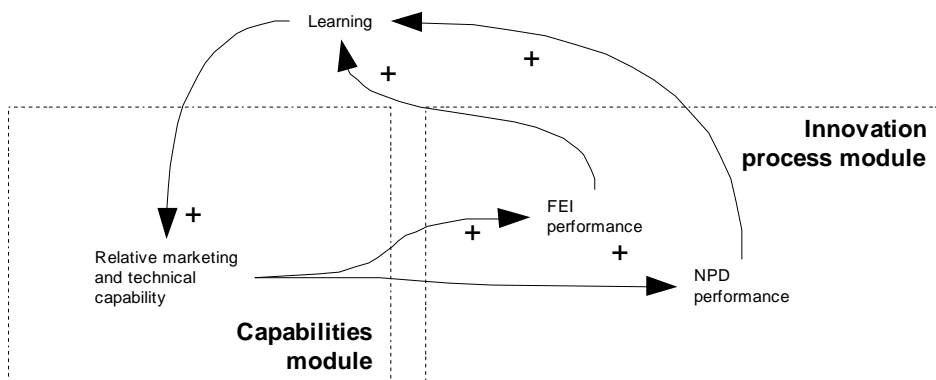 Learning
+
+
Innovation
process module
+
FEI
performance
+
+
Relative marketing
and technical
capability
NPD
performance
Capabilities
module